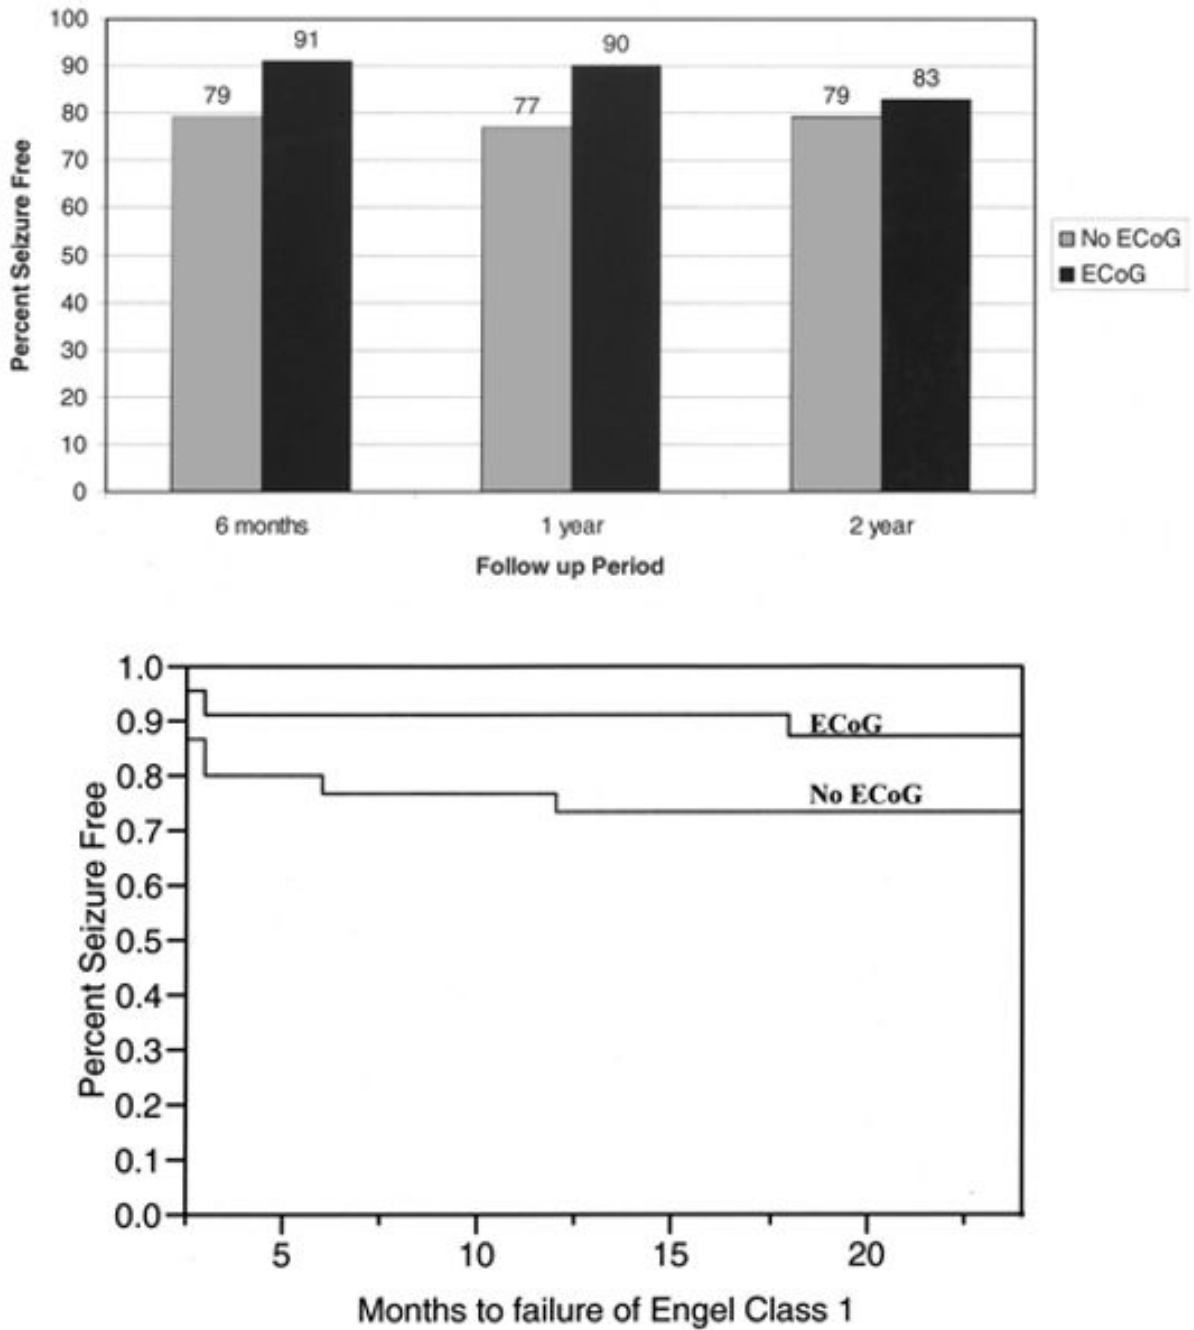 100
91
90
90
79
83
77
79
80
70
60
50
40
30
20
10
0
Percent Seizure Free
No ECoG
ECoG
6 months
1 year
2 year
Follow up Period
1.0
0.9
ECoG
0.8
No ECoG
0.7
0.6
0.5
0.4
0.3
0.2
0.1
0.0
Percent Seizure Free
5
10
15
20
Months to failure of Engel Class 1